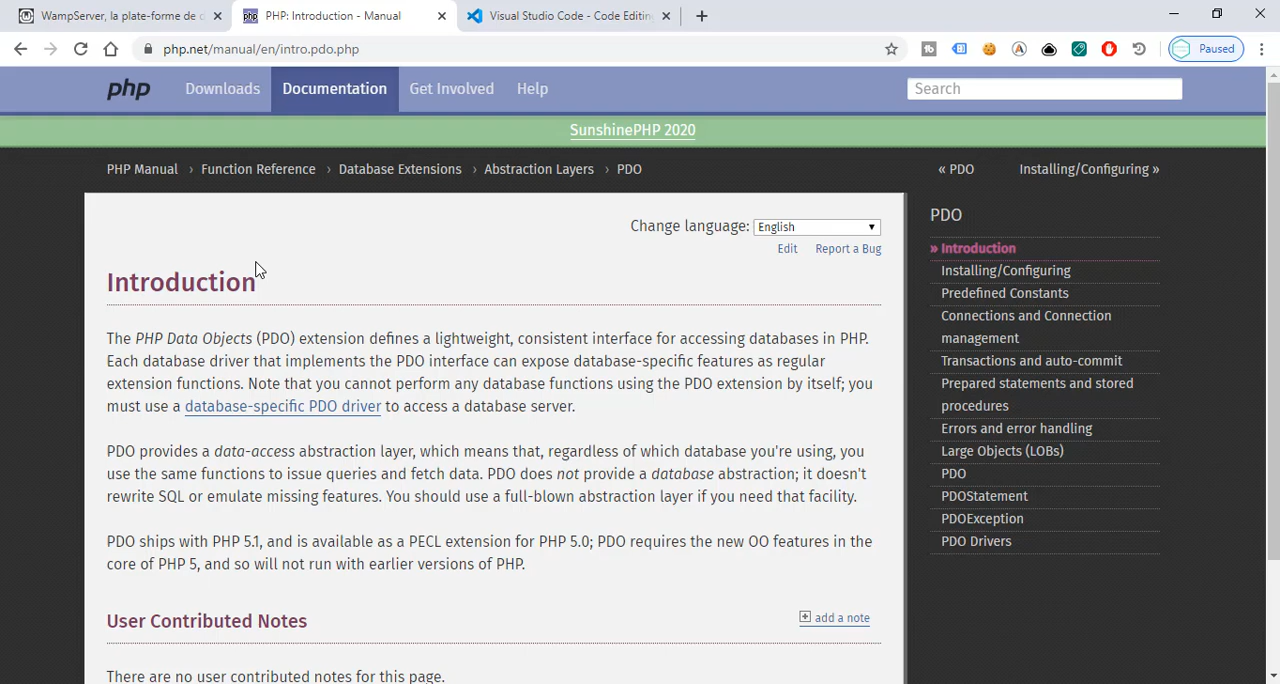 WampServer, la plate-forme de d
PHP: Introduction - Manual
Visual Studio Code - Code Editing
php.net/manual/en/intro.pdo.php
Paused
php
Downloads
Documentation
Get Involved
Help
Search
SunshinePHP 2020
PHP Manual › Function Reference › Database Extensions › Abstraction Layers › PDO
« PDO
Installing/Configuring »
Change language: English
Edit
Report a Bug
Introduction
The PHP Data Objects (PDO) extension defines a lightweight, consistent interface for accessing databases in PHP.
Each database driver that implements the PDO interface can expose database-specific features as regular
extension functions. Note that you cannot perform any database functions using the PDO extension by itself; you
must use a database-specific PDO driver to access a database server.
PDO provides a data-access abstraction layer, which means that, regardless of which database you're using, you
use the same functions to issue queries and fetch data. PDO does not provide a database abstraction; it doesn't
rewrite SQL or emulate missing features. You should use a full-blown abstraction layer if you need that facility.
PDO ships with PHP 5.1, and is available as a PECL extension for PHP 5.0; PDO requires the new OO features in the
core of PHP 5, and so will not run with earlier versions of PHP.
User Contributed Notes
add a note
There are no user contributed notes for this page.
PDO
» Introduction
Installing/Configuring
Predefined Constants
Connections and Connection
management
Transactions and auto-commit
Prepared statements and stored
procedures
Errors and error handling
Large Objects (LOBs)
PDO
PDOStatement
PDOException
PDO Drivers